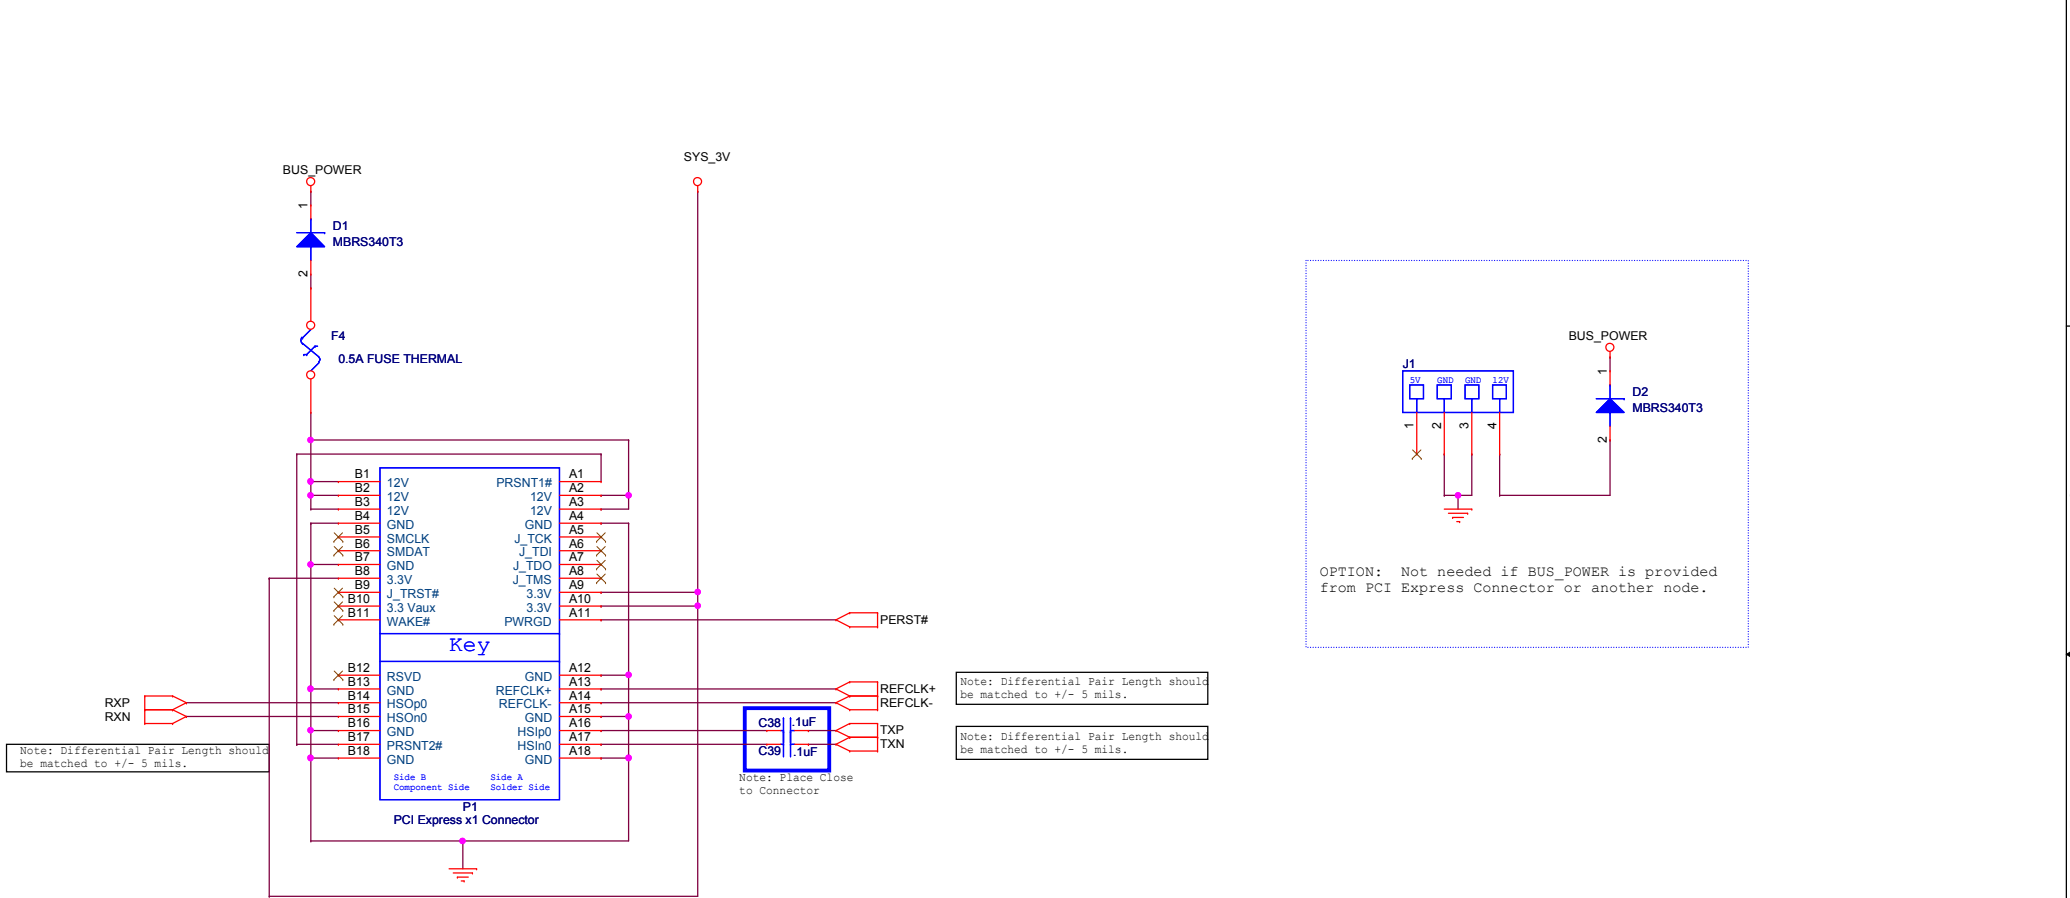 SYS_3V
BUS_POWER
1
D1
MBRS340T3
2
F4
0.5A FUSE THERMAL
B1 12V PRSNT1# A1
B2 12V 12V A2
B3 12V 12V A3
B4 GND GND A4
B5 SMCLK J_TCK A5
B6 SMDAT J_TDI A6
B7 GND J_TDO A7
B8 3.3V J_TMS A8
B9 J_TRST# 3.3V A9
B10 3.3 Vaux 3.3V A10
B11 WAKE# PWRGD A11
PERST#
Key
B12 RSVD GND A12
B13 GND REFCLK+ A13
B14 HSOp0 REFCLK- A14
B15 HSOn0 GND A15
B16 GND HSIp0 A16
B17 PRSNT2# HSIn0 A17
B18 GND GND A18
Side B Side A
Component Side Solder Side
P1
PCI Express x1 Connector
RXP
RXN
Note: Differential Pair Length should
be matched to +/- 5 mils.
REFCLK+
REFCLK-
Note: Differential Pair Length should
be matched to +/- 5 mils.
C38 .1uF
C39 .1uF
TXP
TXN
Note: Place Close
to Connector
Note: Differential Pair Length should
be matched to +/- 5 mils.
BUS_POWER
J1
5V GND GND 12V
1 2 3 4
1
D2
MBRS340T3
2
OPTION: Not needed if BUS_POWER is provided
from PCI Express Connector or another node.